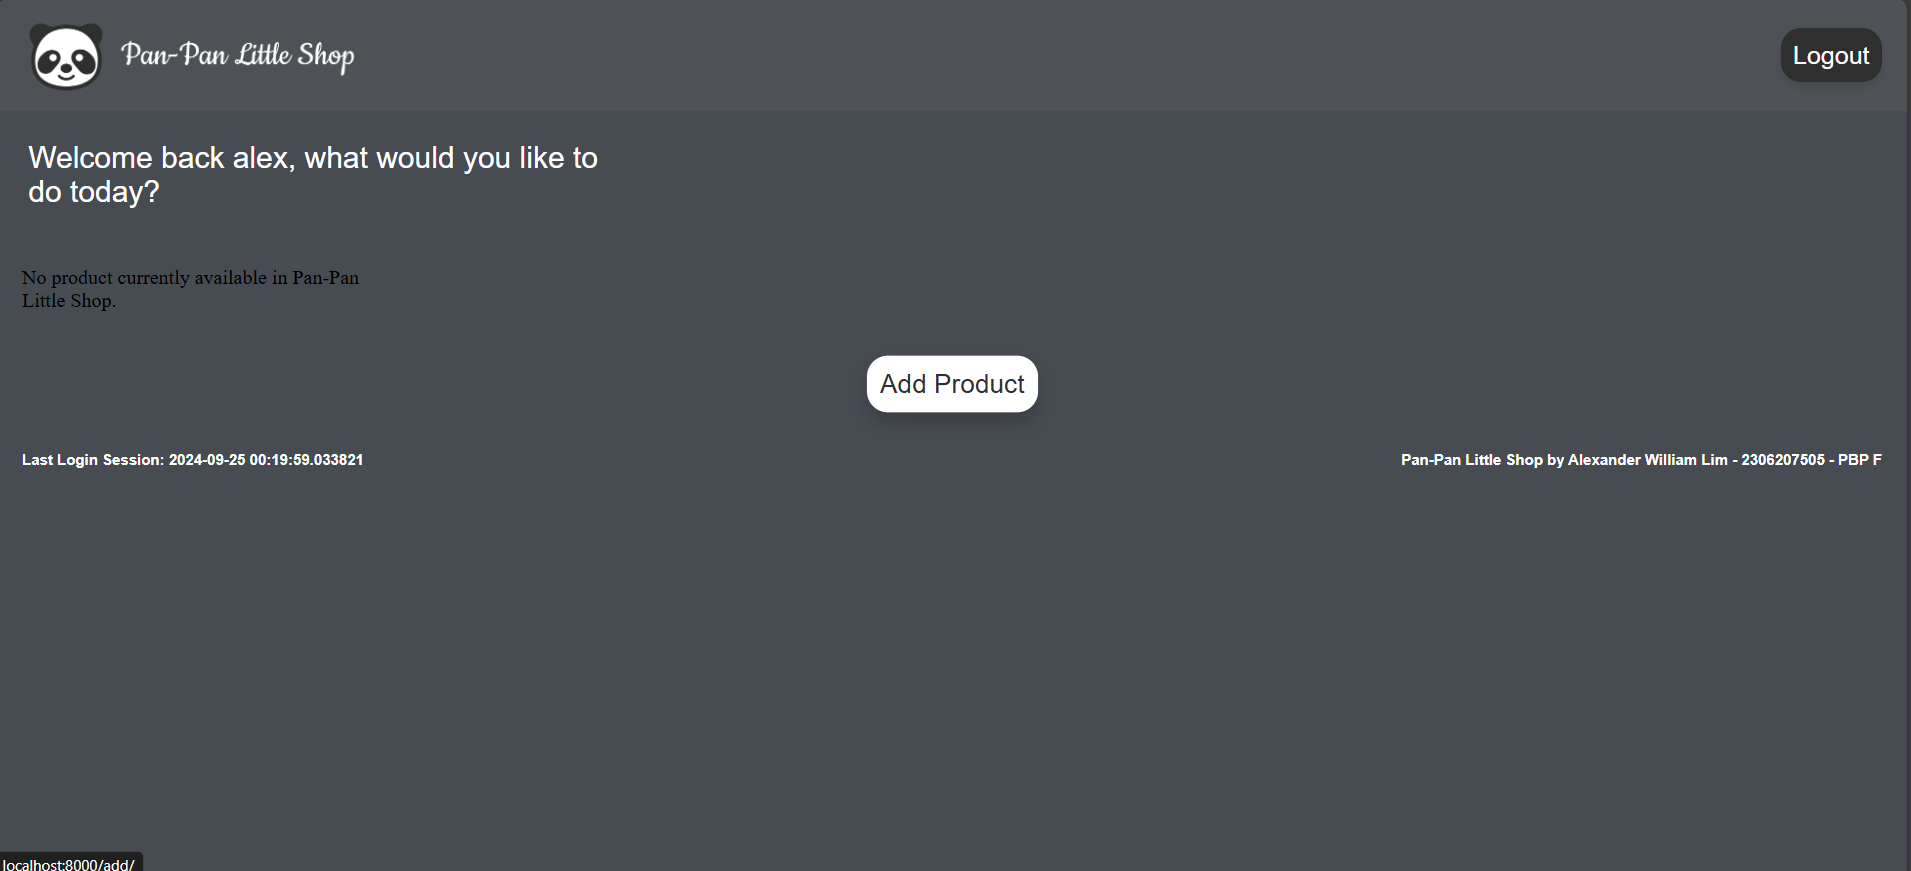 Pan-Pan Little Shop
Logout
Welcome back alex, what would you like to
do today?
No product currently available in Pan-Pan
Little Shop.
Add Product
Last Login Session: 2024-09-25 00:19:59.033821
Pan-Pan Little Shop by Alexander William Lim - 2306207505 - PBP F
localhost:8000/add/